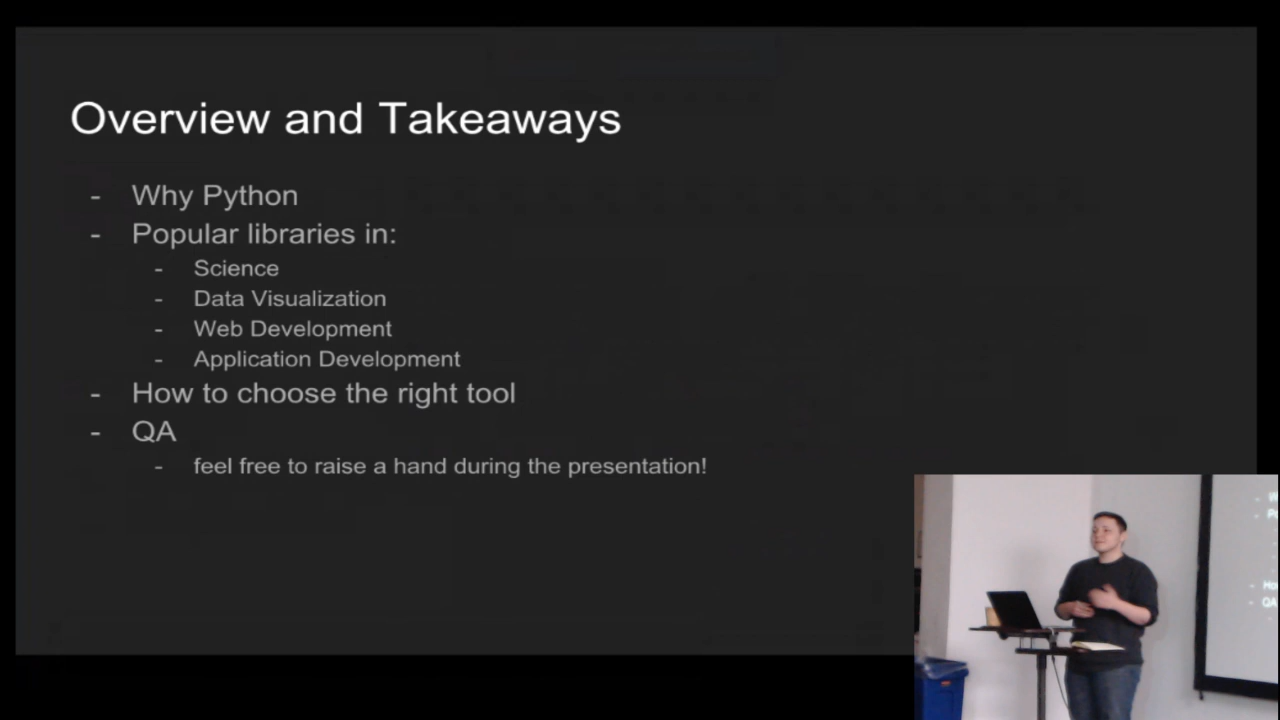 Overview and Takeaways
- Why Python
- Popular libraries in:
- Science
- Data Visualization
- Web Development
- Application Development
- How to choose the right tool
- QA
- feel free to raise a hand during the presentation!
QA